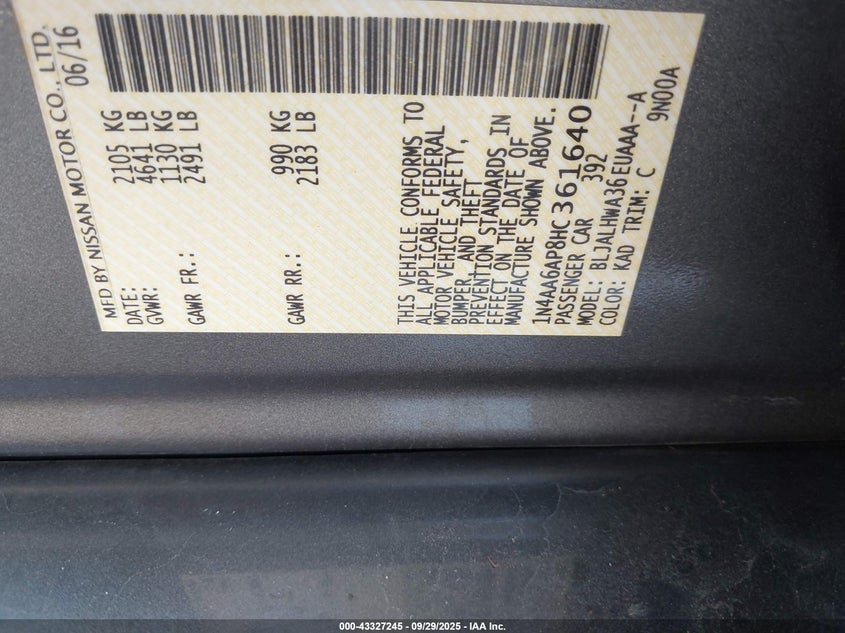 MFD BY NISSAN MOTOR CO., LTD.
DATE: 06/16
GVWR: 2105 KG
4641 LB
GAWR FR.: 1130 KG
2491 LB
GAWR RR.: 990 KG
2183 LB
THIS VEHICLE CONFORMS TO
ALL APPLICABLE FEDERAL
MOTOR VEHICLE SAFETY,
BUMPER, AND THEFT
PREVENTION STANDARDS IN
EFFECT ON THE DATE OF
MANUFACTURE SHOWN ABOVE.
1N4AA6AP8HC361640
PASSENGER CAR 392
MODEL: BLJALHWA36EUAAA--A
COLOR: KAD TRIM: C 9N00A
000-43327245 - 09/29/2025 - IAA Inc.